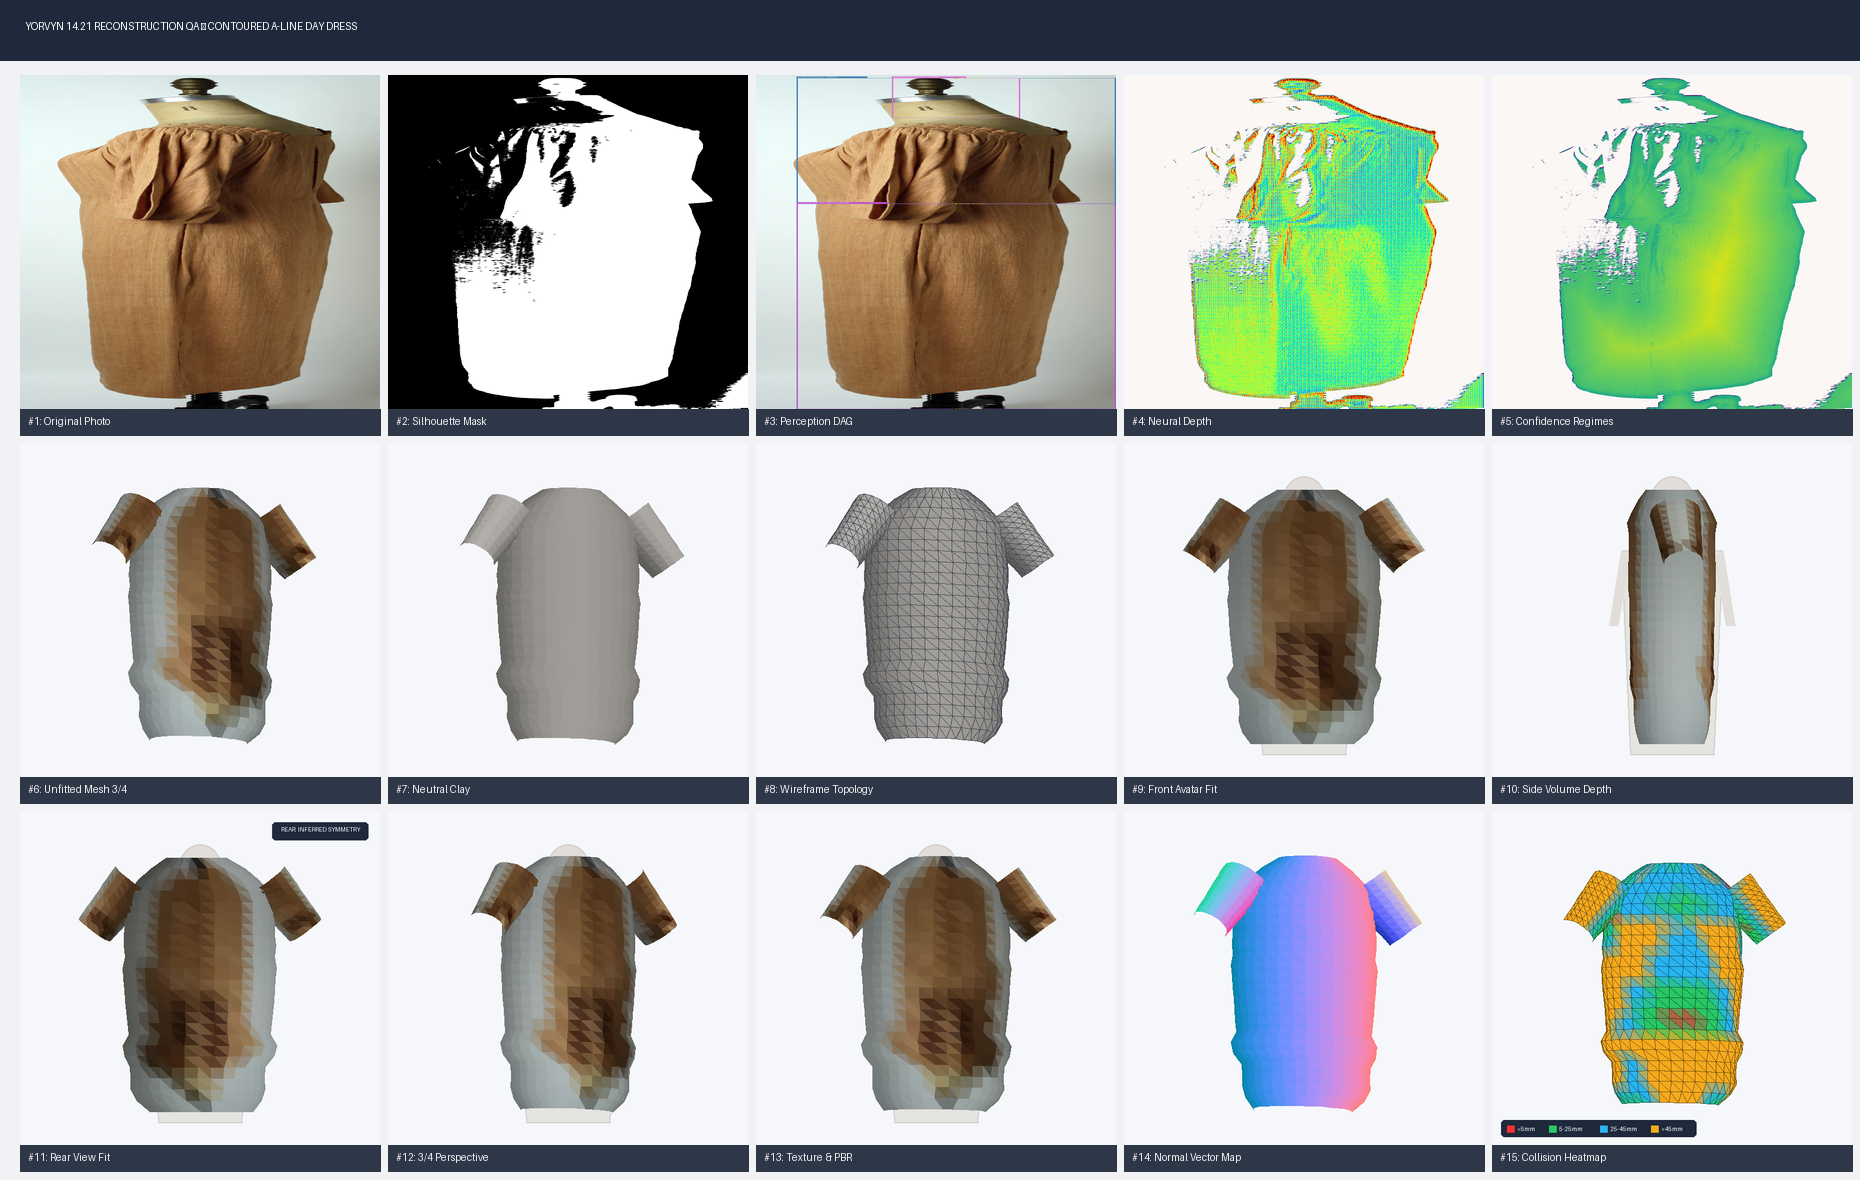 YORVYN 14.21 RECONSTRUCTION QA CONTOURED A-LINE DAY DRESS
8
8
#1: Original Photo
#2: Silhouette Mask
#3: Perception DAG
#4: Neural Depth
#5: Confidence Regimes
#6: Unfitted Mesh 3/4
#7: Neutral Clay
#8: Wireframe Topology
#9: Front Avatar Fit
#10: Side Volume Depth
REAR: INFERRED SYMMETRY
<5mm 5-25mm 25-45mm >45mm
#11: Rear View Fit
#12: 3/4 Perspective
#13: Texture & PBR
#14: Normal Vector Map
#15: Collision Heatmap